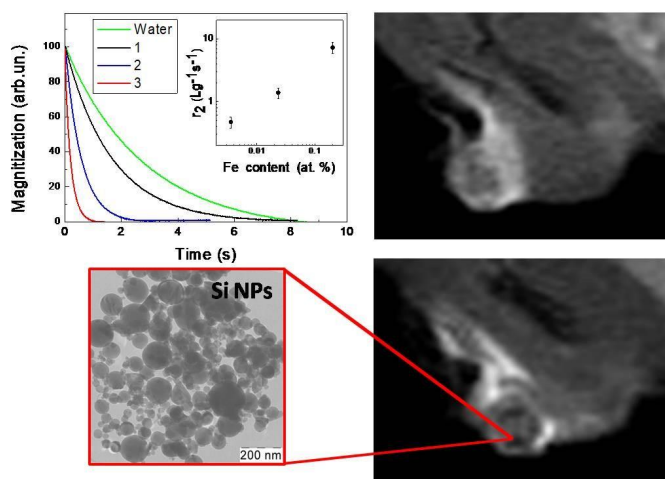 Magnitization (arb.un.)
100
80
60
40
20
0
Water
1
2
3
r2 (Lg-1s-1)
10
1
0.01
0.1
Fe content (at. %)
0
2
4
6
8
10
Time (s)
Si NPs
200 nm